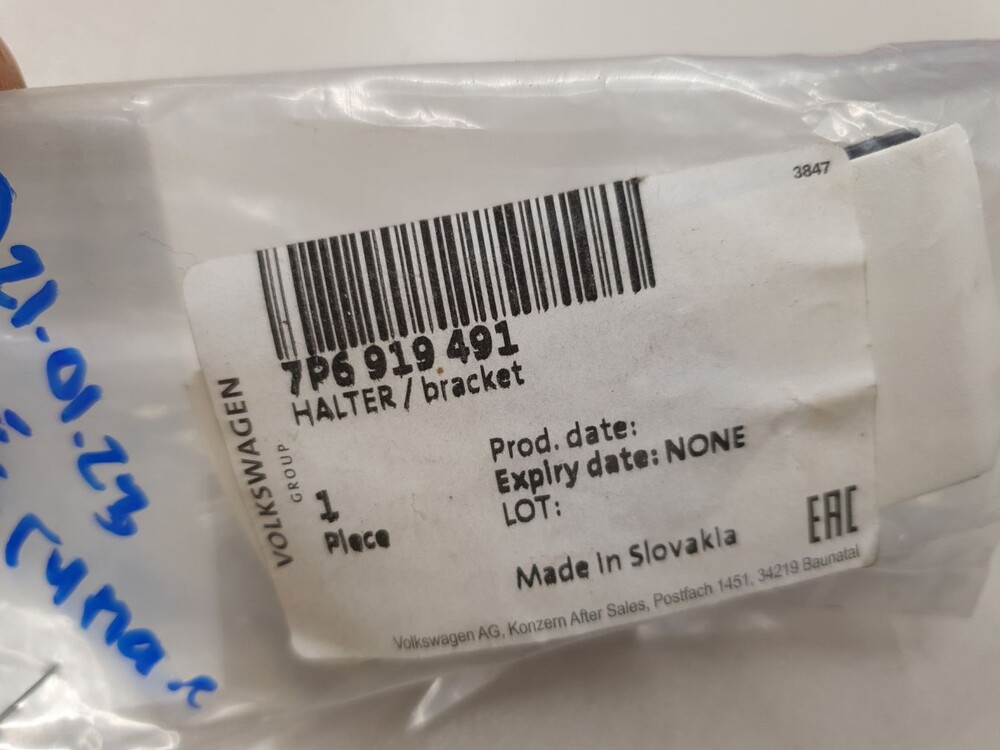 3847
7P6 919 491
HALTER / bracket
VOLKSWAGEN
GROUP
1
Piece
Prod. date:
Expiry date: NONE
LOT:
Made In Slovakia
EAC
Volkswagen AG, Konzern After Sales, Postfach 1451, 34219 Baunatal
21.01.23